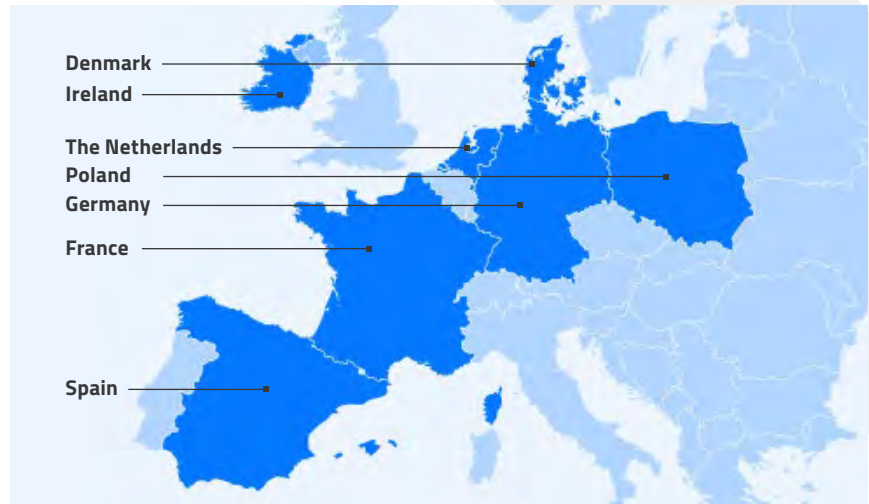 Denmark
Ireland
The Netherlands
Poland
Germany
France
Spain